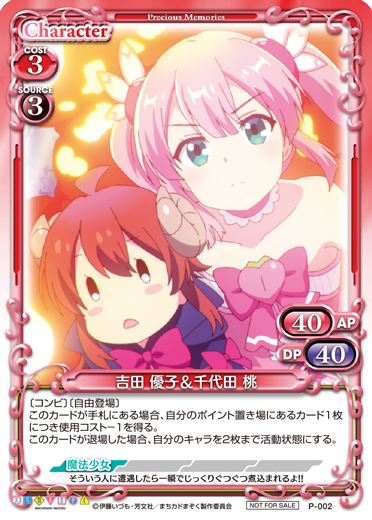 Precious Memories
Character
COST
3
SOURCE
3
40 AP
DP 40
吉田 優子&千代田 桃
[コンビ]〔自由登場〕
このカードが手札にある場合、自分のポイント置き場にあるカード1枚
につき使用コスト-1を得る。
このカードが退場した場合、自分のキャラを2枚まで活動状態にする。
魔法少女
そういう人に遭遇したら一瞬でじっくりぐつぐつ煮込まれるよ!!
©伊藤いづも・芳文社/まちカドまぞく製作委員会
NOT FOR SALE
P-002